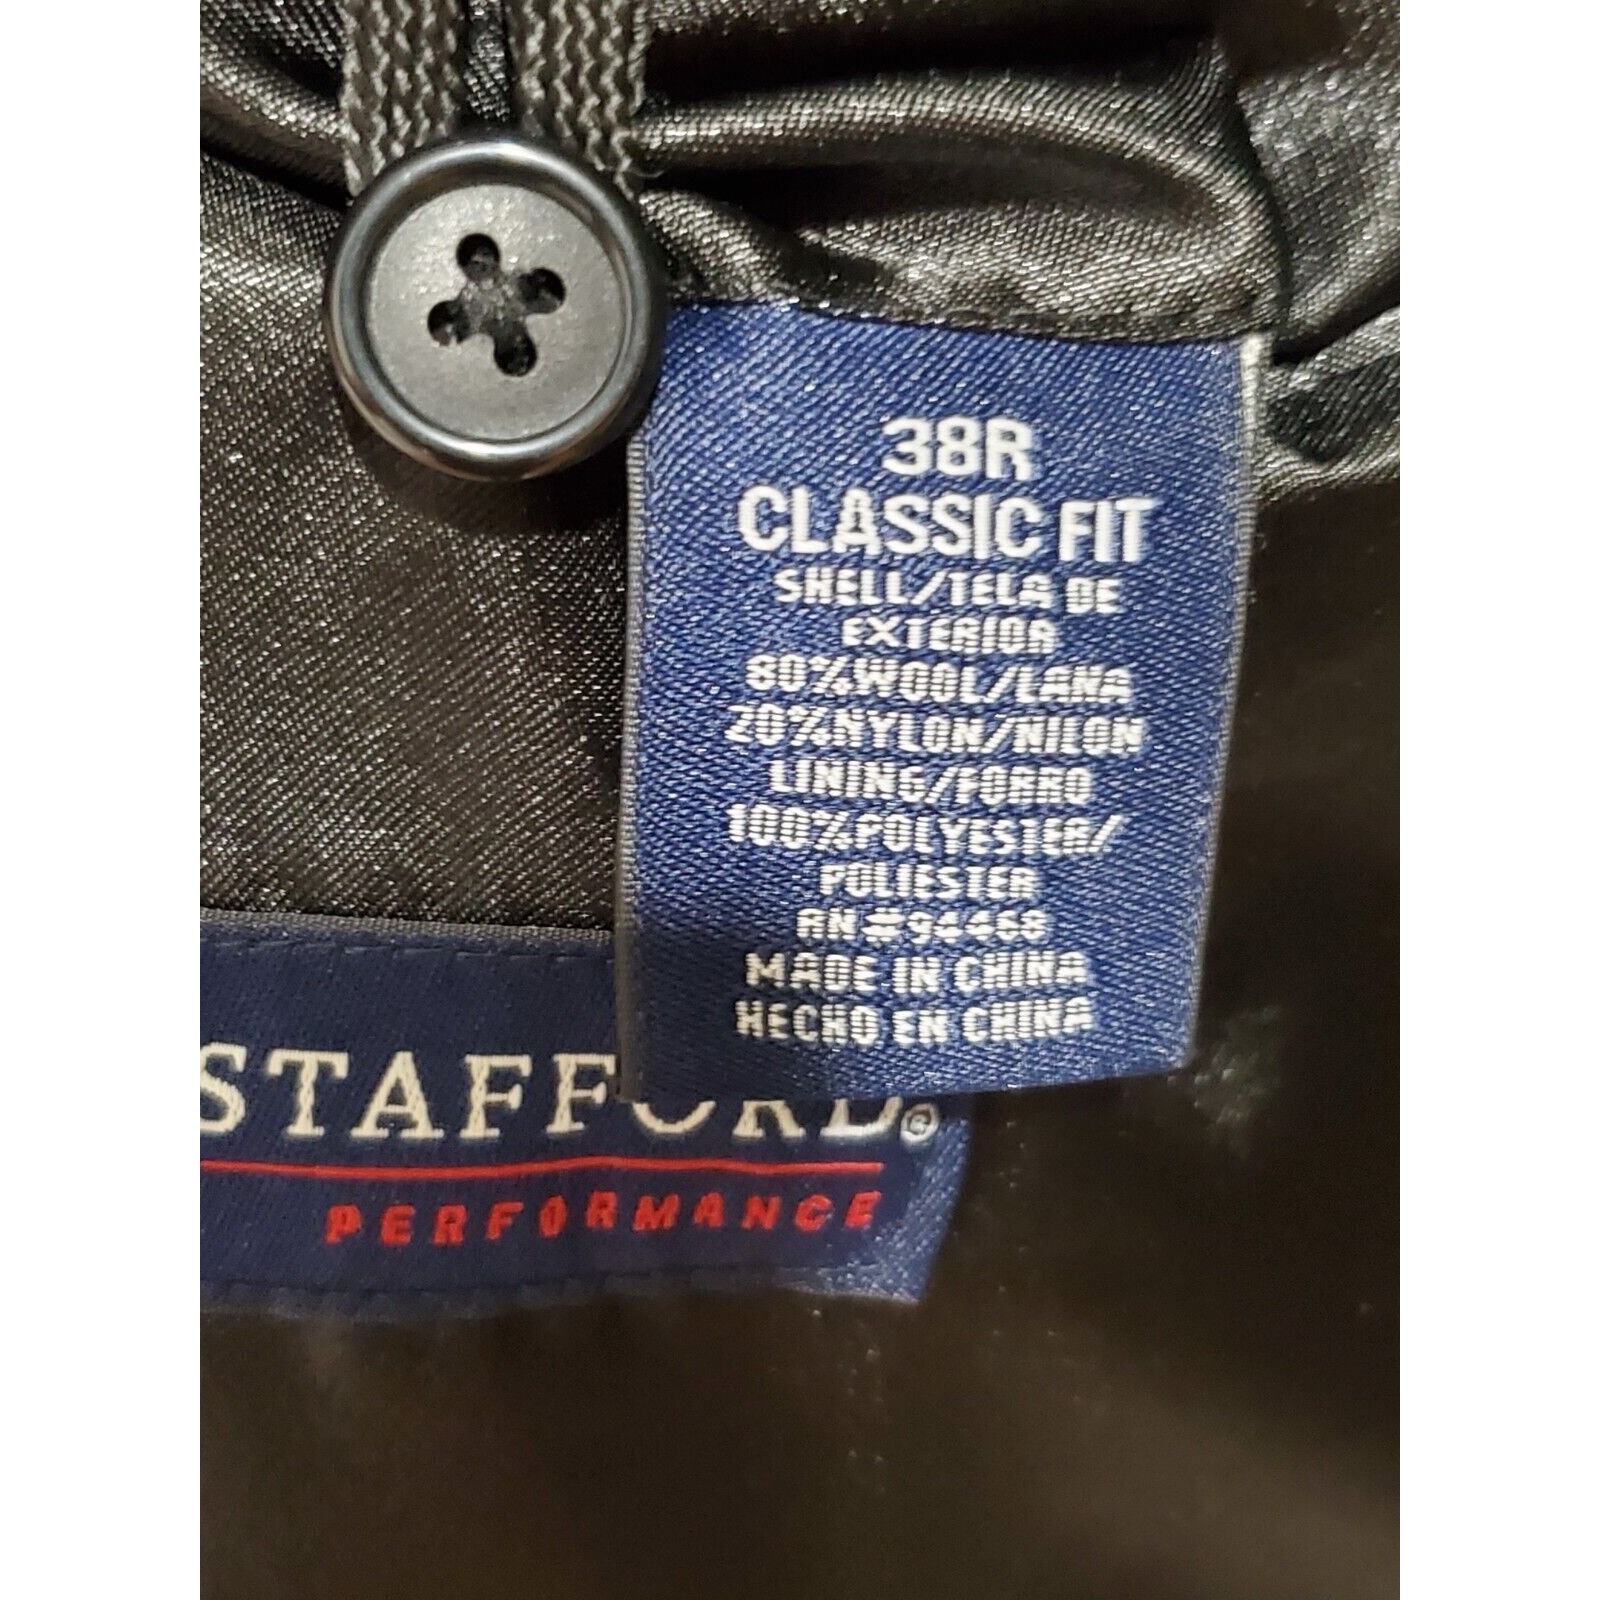 38R
CLASSIC FIT
SHELL/TELA DE
EXTERIOR
80%WOOL/LANA
20%NYLON/NILON
LINING/FORRO
100%POLYESTER/
POLIESTER
RN#94468
MADE IN CHINA
HECHO EN CHINA
STAFFORD®
PERFORMANCE